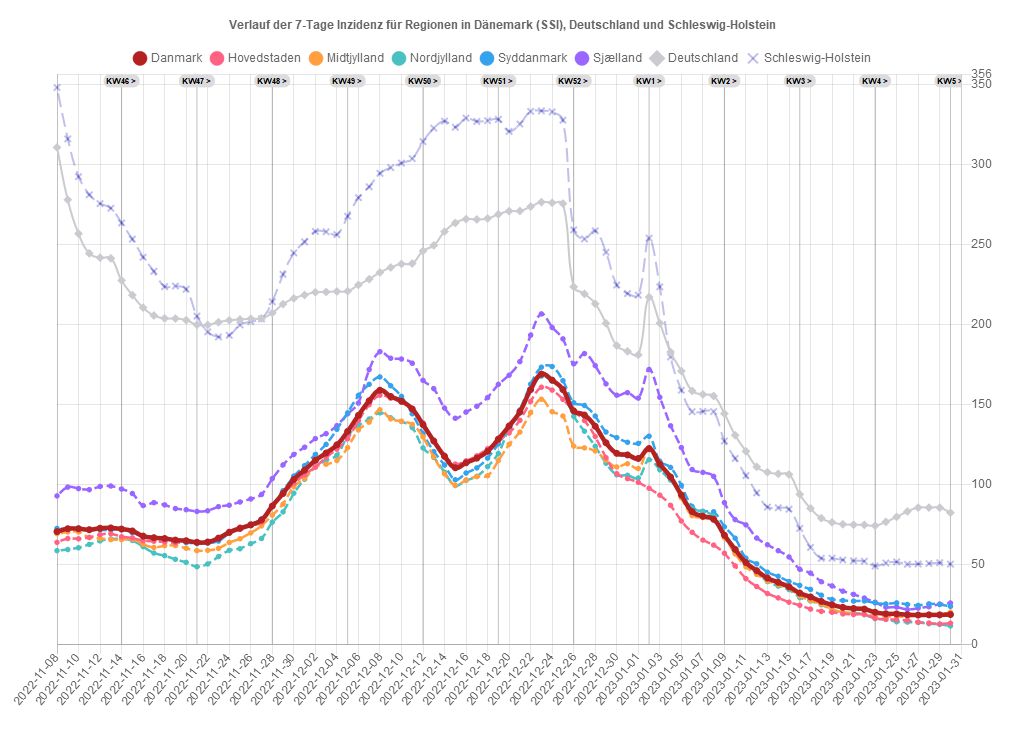 Verlauf der 7-Tage Inzidenz für Regionen in Dänemark (SSI), Deutschland und Schleswig-Holstein
Danmark Hovedstaden Midtjylland Nordjylland Syddanmark Sjælland Deutschland Schleswig-Holstein
KW46 > KW47 > KW48 > KW49 > KW50 > KW51 > KW52 > KW1 > KW2 > KW3 > KW4 > KW5 >
356
350
300
250
200
150
100
50
0
2022-11-08 2022-11-10 2022-11-12 2022-11-14 2022-11-16 2022-11-18 2022-11-20 2022-11-22 2022-11-24 2022-11-26 2022-11-28 2022-11-30 2022-12-02 2022-12-04 2022-12-06 2022-12-08 2022-12-10 2022-12-12 2022-12-14 2022-12-16 2022-12-18 2022-12-20 2022-12-22 2022-12-24 2022-12-26 2022-12-28 2022-12-30 2023-01-01 2023-01-03 2023-01-05 2023-01-07 2023-01-09 2023-01-11 2023-01-13 2023-01-15 2023-01-17 2023-01-19 2023-01-21 2023-01-23 2023-01-25 2023-01-27 2023-01-29 2023-01-31